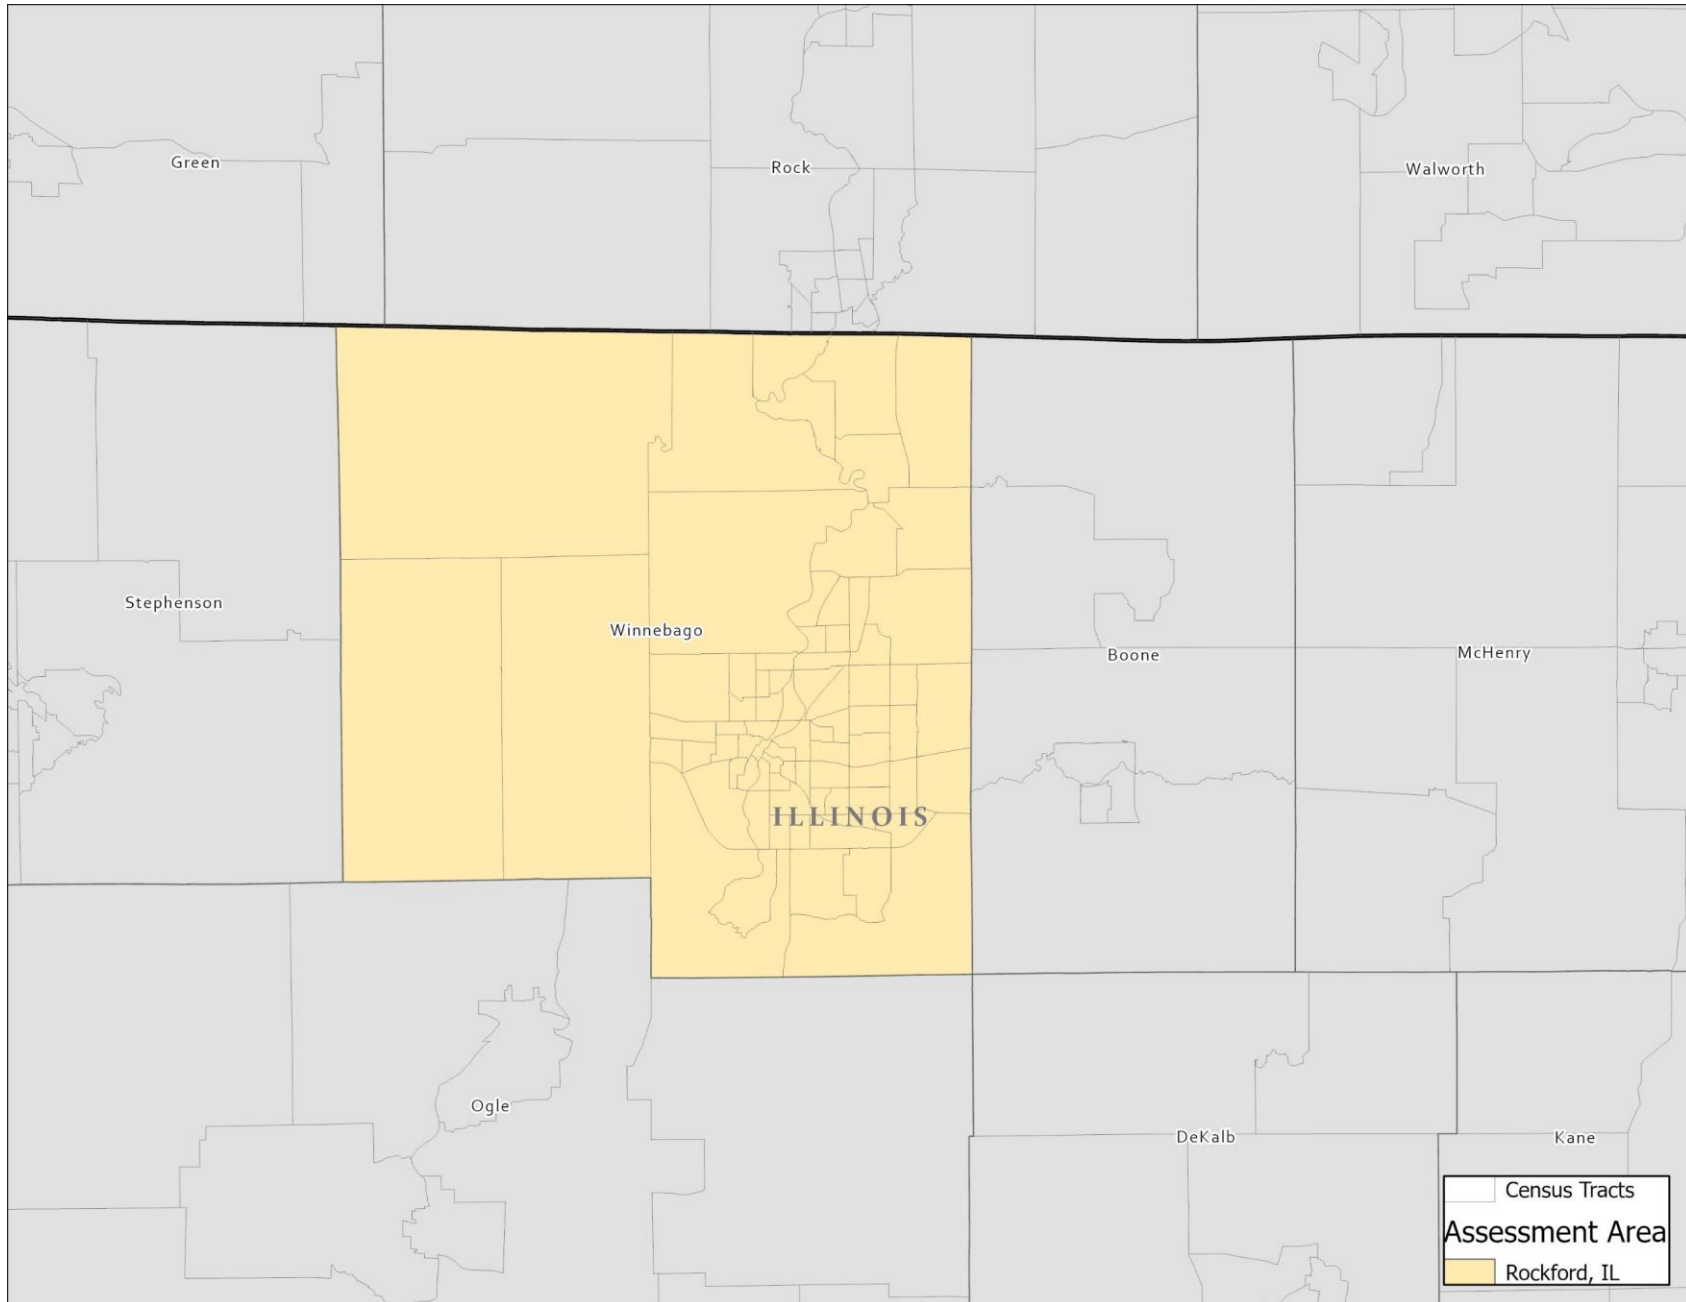 Green
Rock
Walworth
Stephenson
Winnebago
Boone
McHenry
ILLINOIS
Ogle
DeKalb
Kane
Census Tracts
Assessment Area
Rockford, IL